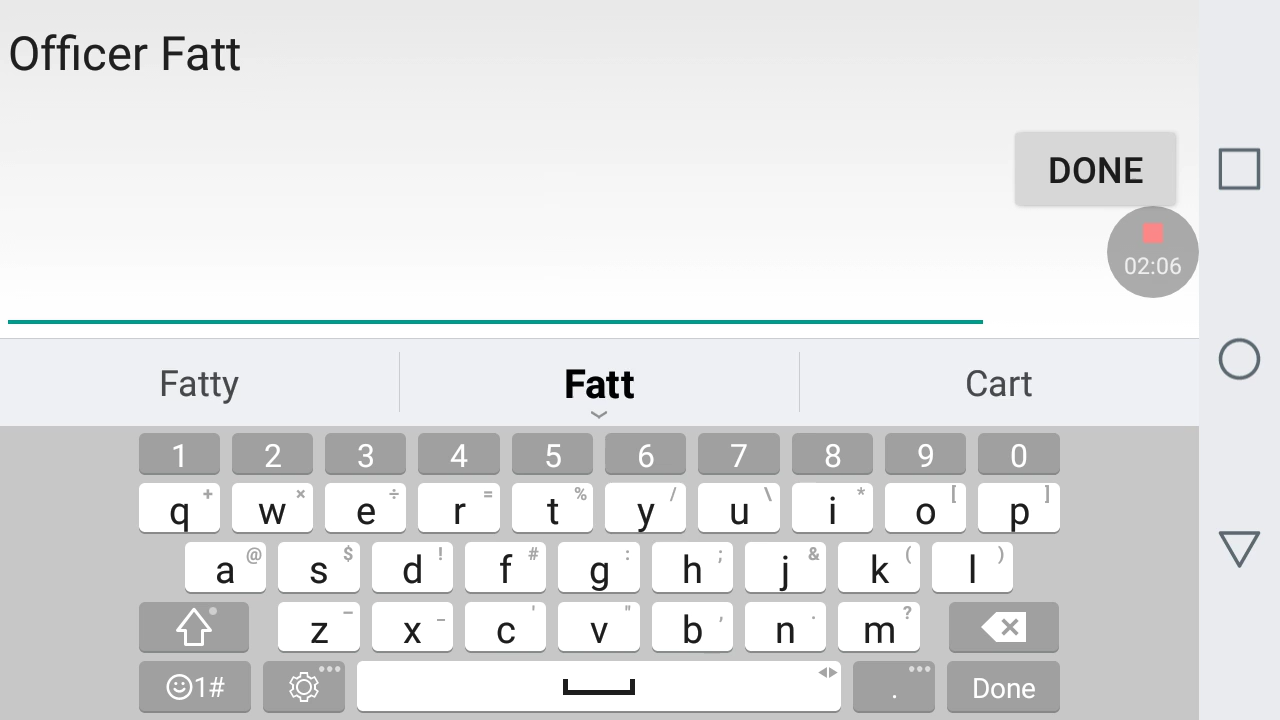 Officer Fatt
DONE
02:06
Fatty Fatt Cart
1 2 3 4 5 6 7 8 9 0
q + w × e ÷ r = t % y / u \ i * o [ p ]
a @ s $ d ! f # g : h ; j & k ( l )
z – x _ c ' v " b , n . m ?
1# . Done